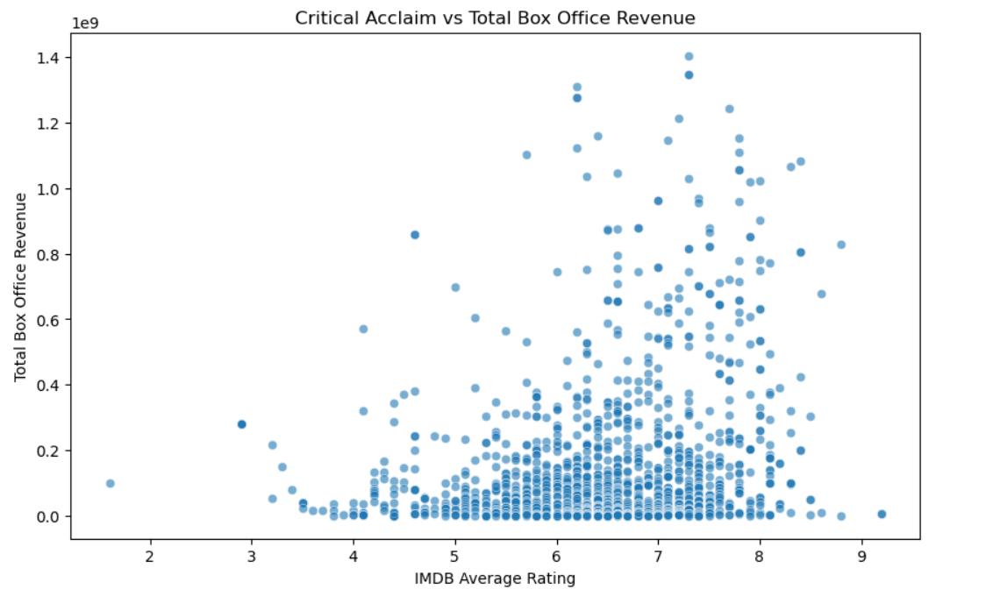 Critical Acclaim vs Total Box Office Revenue
1e9
1.4
1.2
1.0
0.8
0.6
0.4
0.2
0.0
Total Box Office Revenue
2 3 4 5 6 7 8 9
IMDB Average Rating